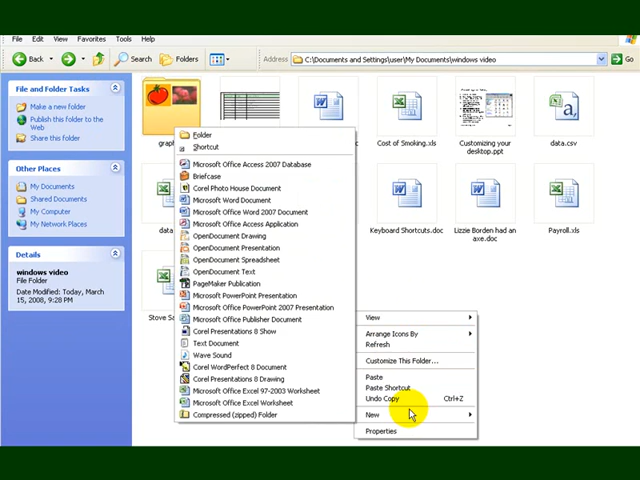 File Edit View Favorites Tools Help
Back Search Folders Address C:\Documents and Settings\user\My Documents\windows video Go
File and Folder Tasks
Make a new folder
Publish this folder to the
Web
Share this folder
Other Places
My Documents
Shared Documents
My Computer
My Network Places
Details
windows video
File Folder
Date Modified: Today, March
15, 2008, 9:28 PM
Cost of Smoking.xls
Customizing your
desktop.ppt
data.csv
data
Keyboard Shortcuts.doc
Lizzie Borden had an
axe.doc
Payroll.xls
Folder
Shortcut
Microsoft Office Access 2007 Database
Briefcase
Corel Photo House Document
Microsoft Word Document
Microsoft Office Word 2007 Document
Microsoft Access Application
OpenDocument Drawing
OpenDocument Presentation
OpenDocument Spreadsheet
OpenDocument Text
PageMaker Publication
Microsoft PowerPoint Presentation
Microsoft Office PowerPoint 2007 Presentation
Microsoft Office Publisher Document
Corel Presentations 8 Show
Text Document
Wave Sound
Corel WordPerfect 8 Document
Corel Presentations 8 Drawing
Microsoft Office Excel 97-2003 Worksheet
Microsoft Office Excel Worksheet
Compressed (zipped) Folder
View
Arrange Icons By
Refresh
Customize This Folder...
Paste
Paste Shortcut
Undo Copy Ctrl+Z
New
Properties